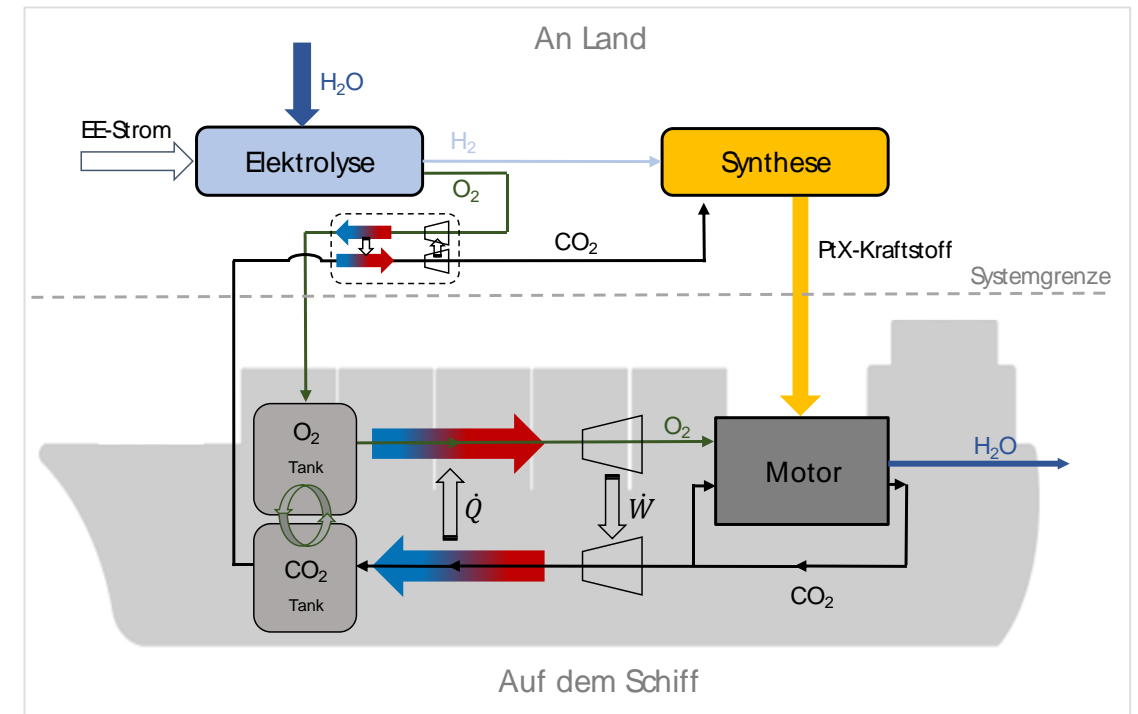 An Land
H₂O
EE-Strom
Elektrolyse
H₂
Synthese
O₂
CO₂
PtX-Kraftstoff
Systemgrenze
O₂
Tank
O₂
Motor
H₂O
Q̇
Ẇ
CO₂
Tank
CO₂
Auf dem Schiff